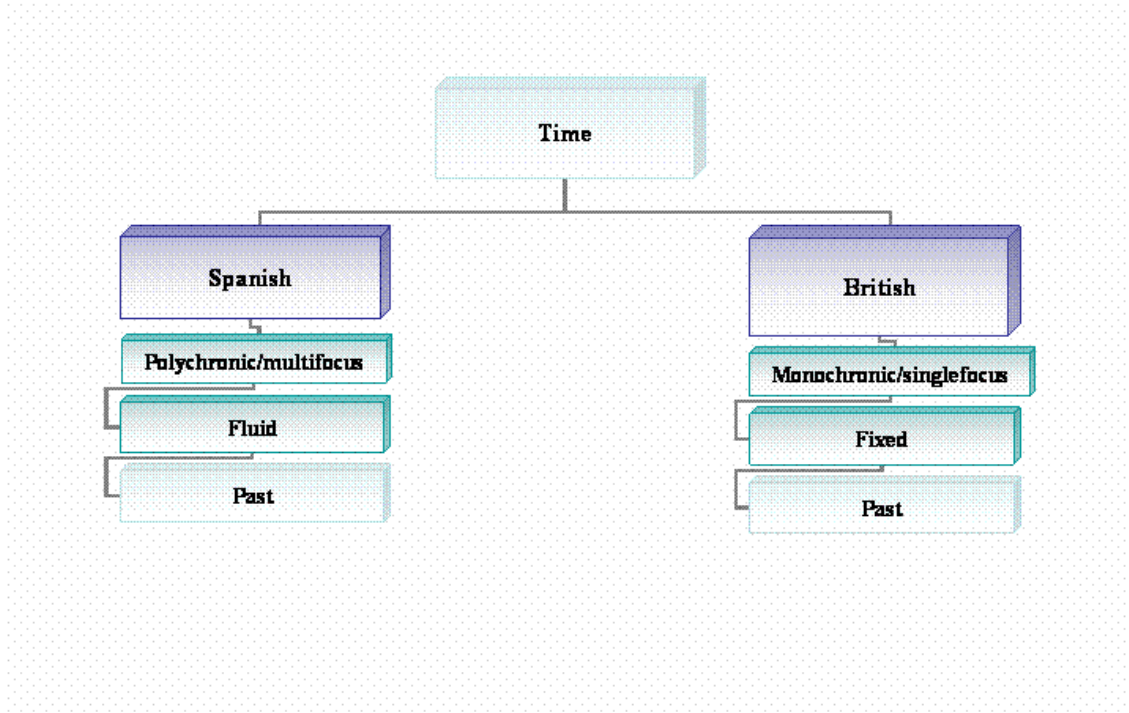 Time
Spanish
British
Polychronic/multifocus
Monochronic/singlefocus
Fluid
Fixed
Past
Past